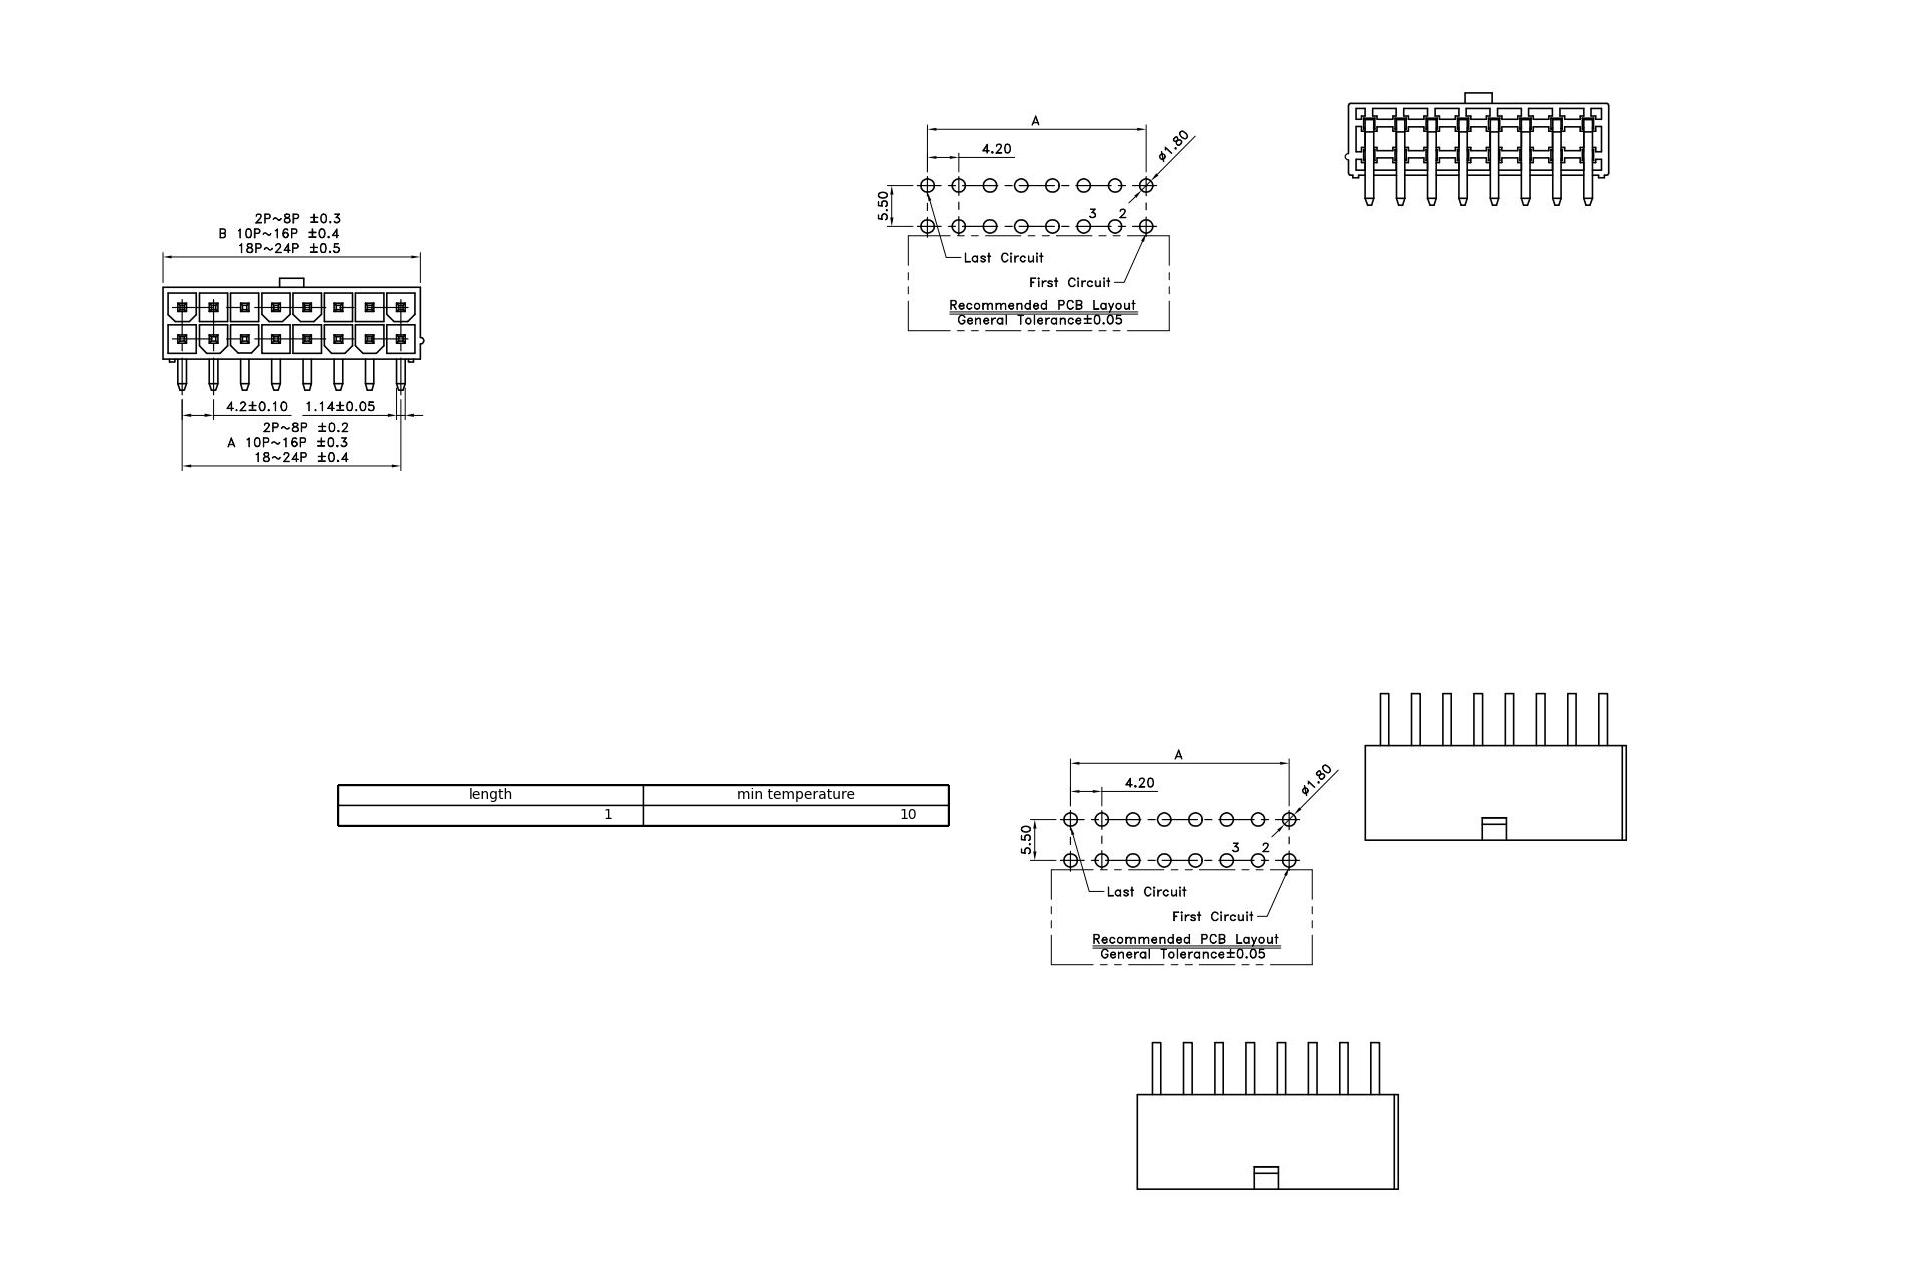 2P~8P ±0.3
B 10P~16P ±0.4
18P~24P ±0.5
4.2±0.10 1.14±0.05
2P~8P ±0.2
A 10P~16P ±0.3
18~24P ±0.4
A
4.20
ø1.80
5.50
3 2
Last Circuit
First Circuit
Recommended PCB Layout
General Tolerance±0.05
length min temperature
1 10
A
4.20
ø1.80
5.50
3 2
Last Circuit
First Circuit
Recommended PCB Layout
General Tolerance±0.05